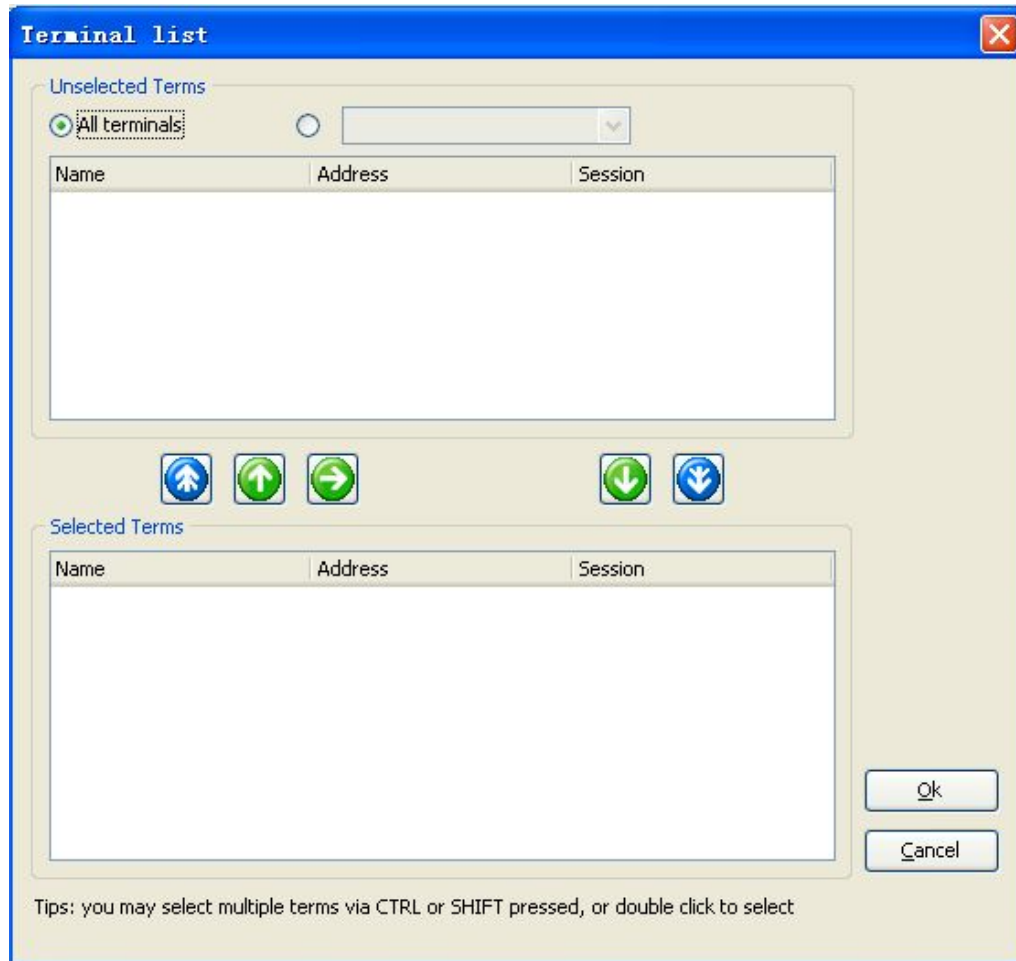 Terminal list
Unselected Terms
All terminals
Name Address Session
Selected Terms
Name Address Session
Ok
Cancel
Tips: you may select multiple terms via CTRL or SHIFT pressed, or double click to select